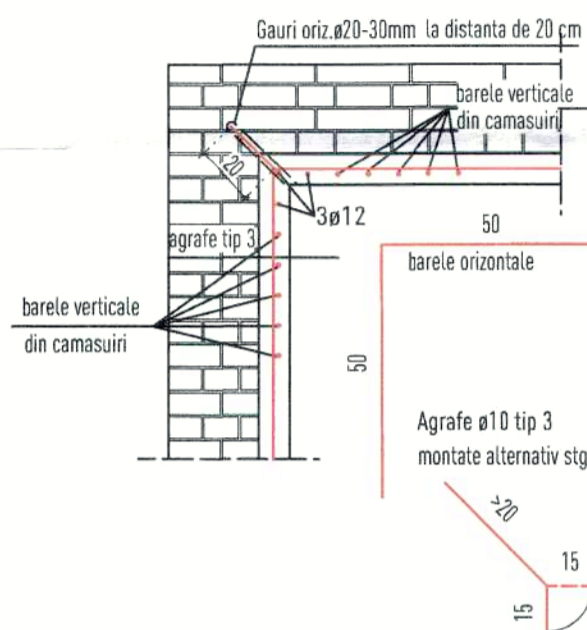 Gauri oriz.ø20-30mm la distanta de 20 cm
barele verticale
din camasuiri
<20
3ø12
agrafe tip 3
50
barele orizontale
barele verticale
din camasuiri
50
Agrafe ø10 tip 3
montate alternativ stg
>20
15
15